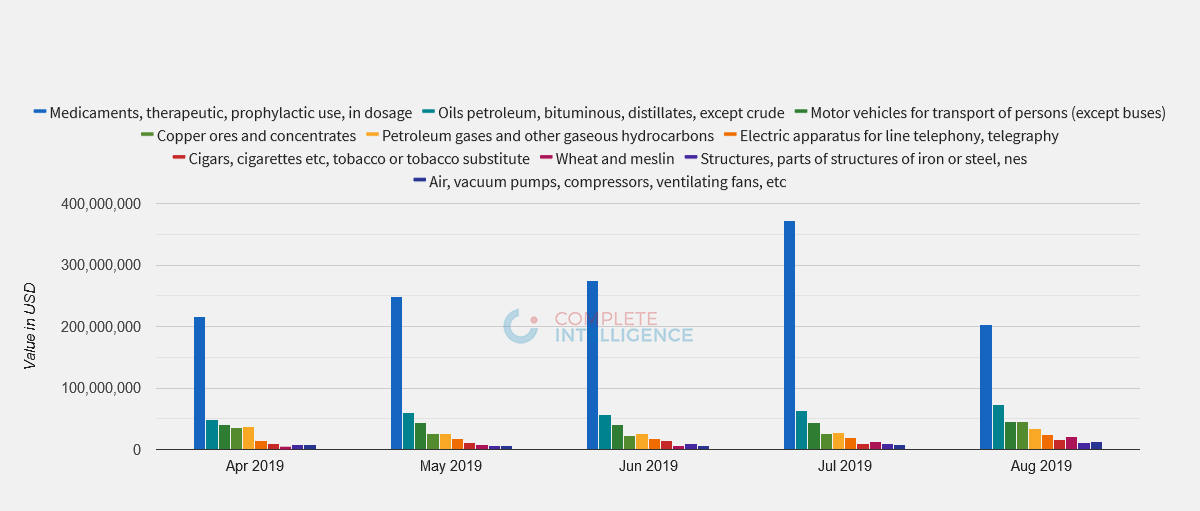 Medicaments, therapeutic, prophylactic use, in dosage Oils petroleum, bituminous, distillates, except crude Motor vehicles for transport of persons (except buses)
Copper ores and concentrates Petroleum gases and other gaseous hydrocarbons Electric apparatus for line telephony, telegraphy
Cigars, cigarettes etc, tobacco or tobacco substitute Wheat and meslin Structures, parts of structures of iron or steel, nes
Air, vacuum pumps, compressors, ventilating fans, etc
400,000,000
300,000,000
200,000,000
100,000,000
0
Value in USD
COMPLETE
INTELLIGENCE
Apr 2019 May 2019 Jun 2019 Jul 2019 Aug 2019